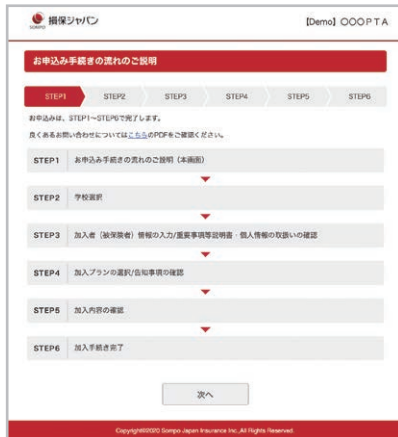 SOMPO 損保ジャパン
【Demo】〇〇〇PTA
お申込み手続きの流れのご説明
STEP1 STEP2 STEP3 STEP4 STEP5 STEP6
お申込みは、STEP1～STEP6で完了します。
良くあるお問い合わせについてはこちらのPDFをご確認ください。
STEP1 お申込み手続きの流れのご説明（本画面）
STEP2 学校選択
STEP3 加入者（被保険者）情報の入力/重要事項等説明書・個人情報の取扱いの確認
STEP4 加入プランの選択/告知事項の確認
STEP5 加入内容の確認
STEP6 加入手続き完了
次へ
Copyright©2020 Sompo Japan Insurance Inc.,All Rights Reserved.